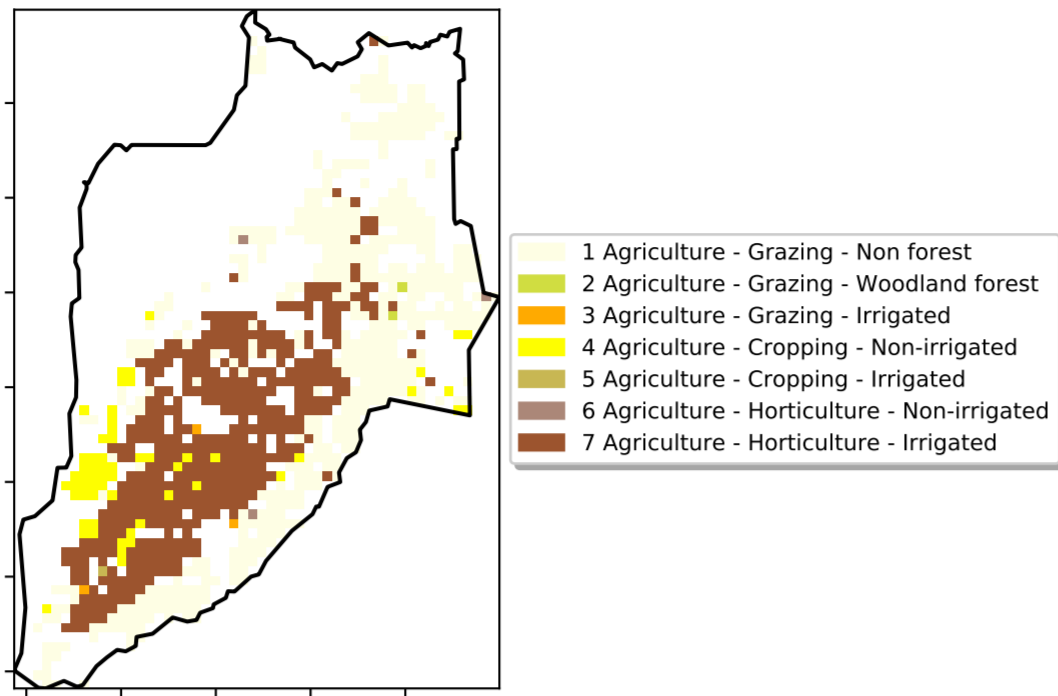 1 Agriculture - Grazing - Non forest
2 Agriculture - Grazing - Woodland forest
3 Agriculture - Grazing - Irrigated
4 Agriculture - Cropping - Non-irrigated
5 Agriculture - Cropping - Irrigated
6 Agriculture - Horticulture - Non-irrigated
7 Agriculture - Horticulture - Irrigated